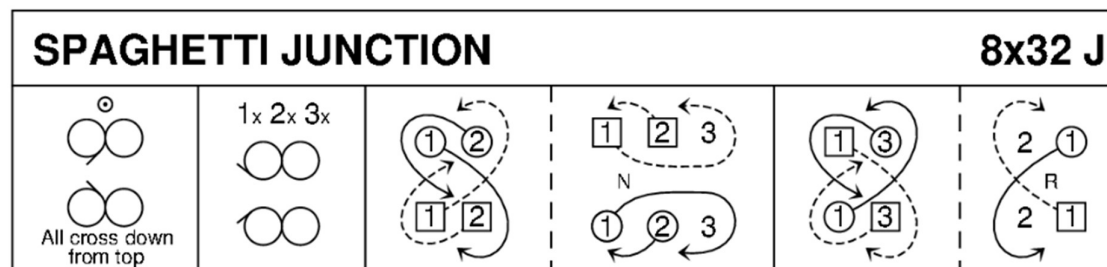 SPAGHETTI JUNCTION 8x32 J
All cross down
from top
1x 2x 3x
1 2
1 2
1 2 3
N
1 2 3
1 3
1 3
2 1
R
2 1